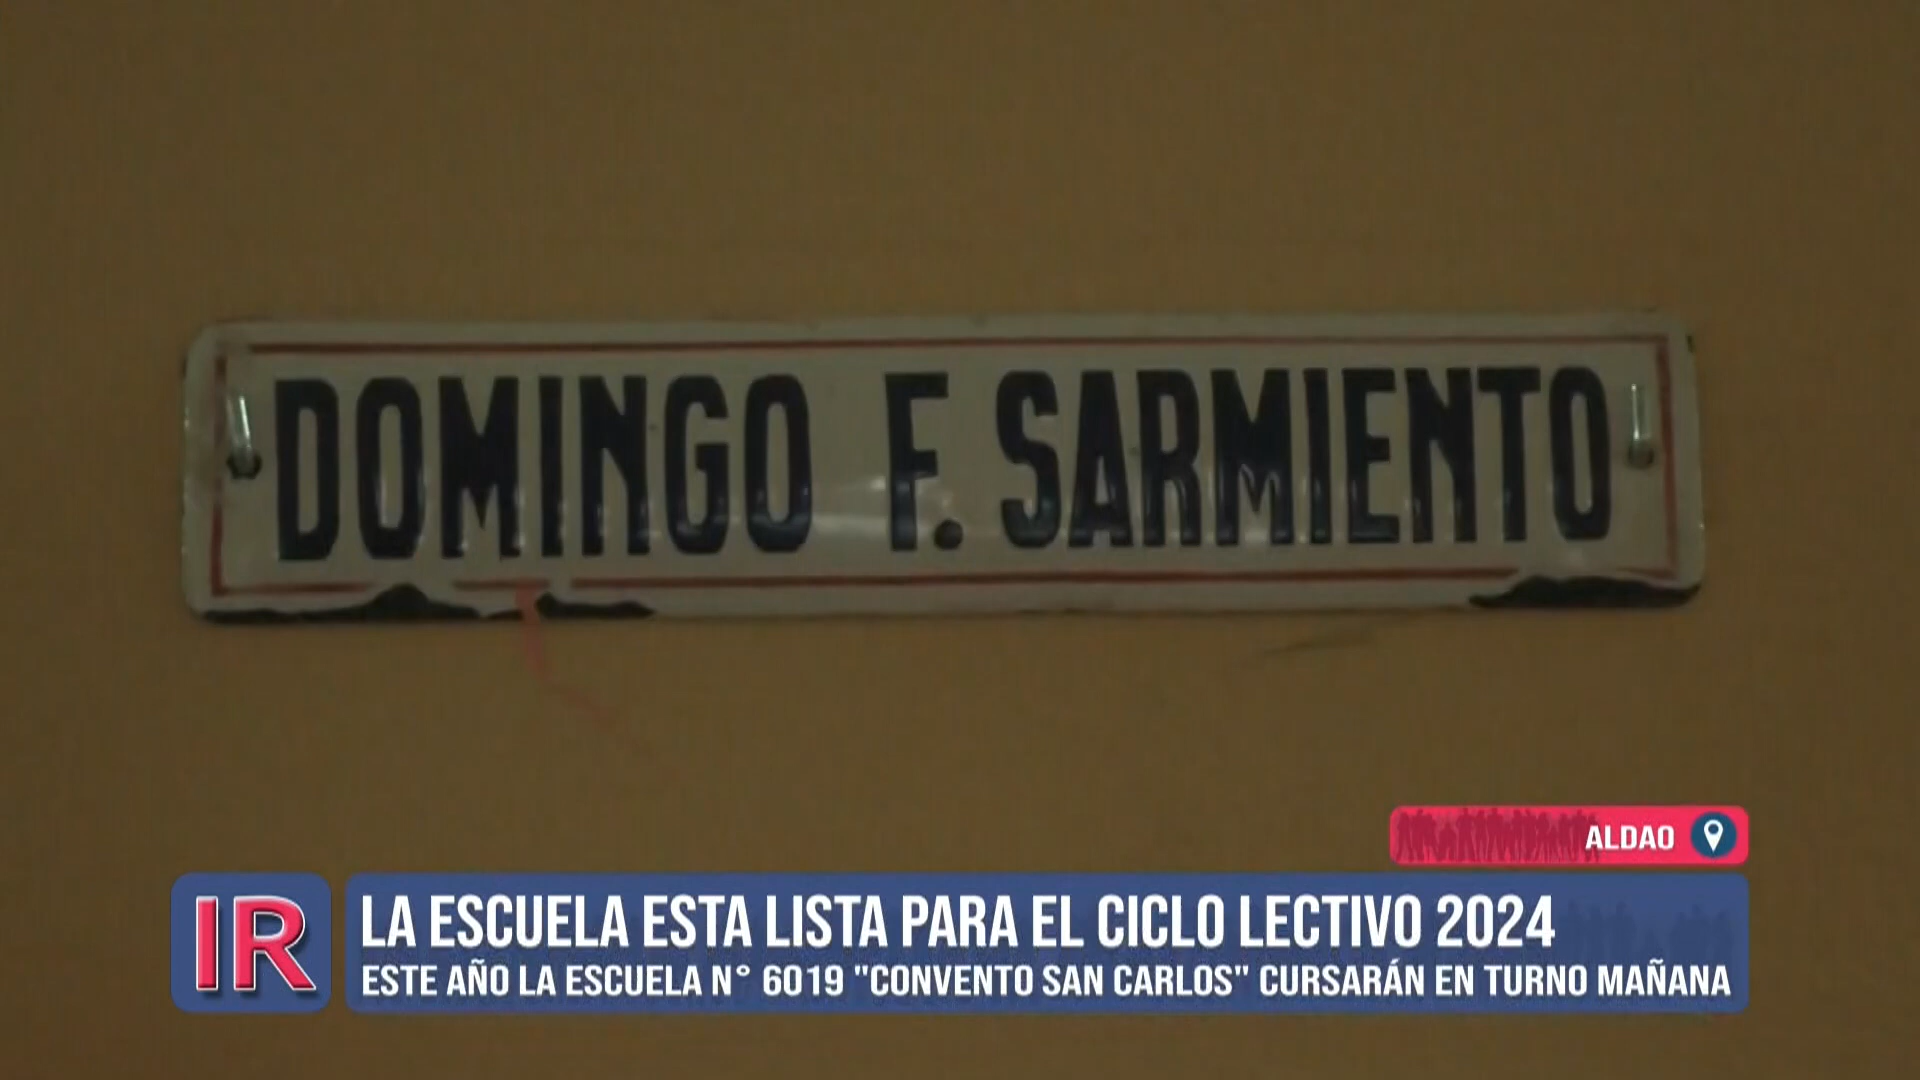 DOMINGO F. SARMIENTO
ALDAO
IR
LA ESCUELA ESTA LISTA PARA EL CICLO LECTIVO 2024
ESTE AÑO LA ESCUELA N° 6019 "CONVENTO SAN CARLOS" CURSARÁN EN TURNO MAÑANA